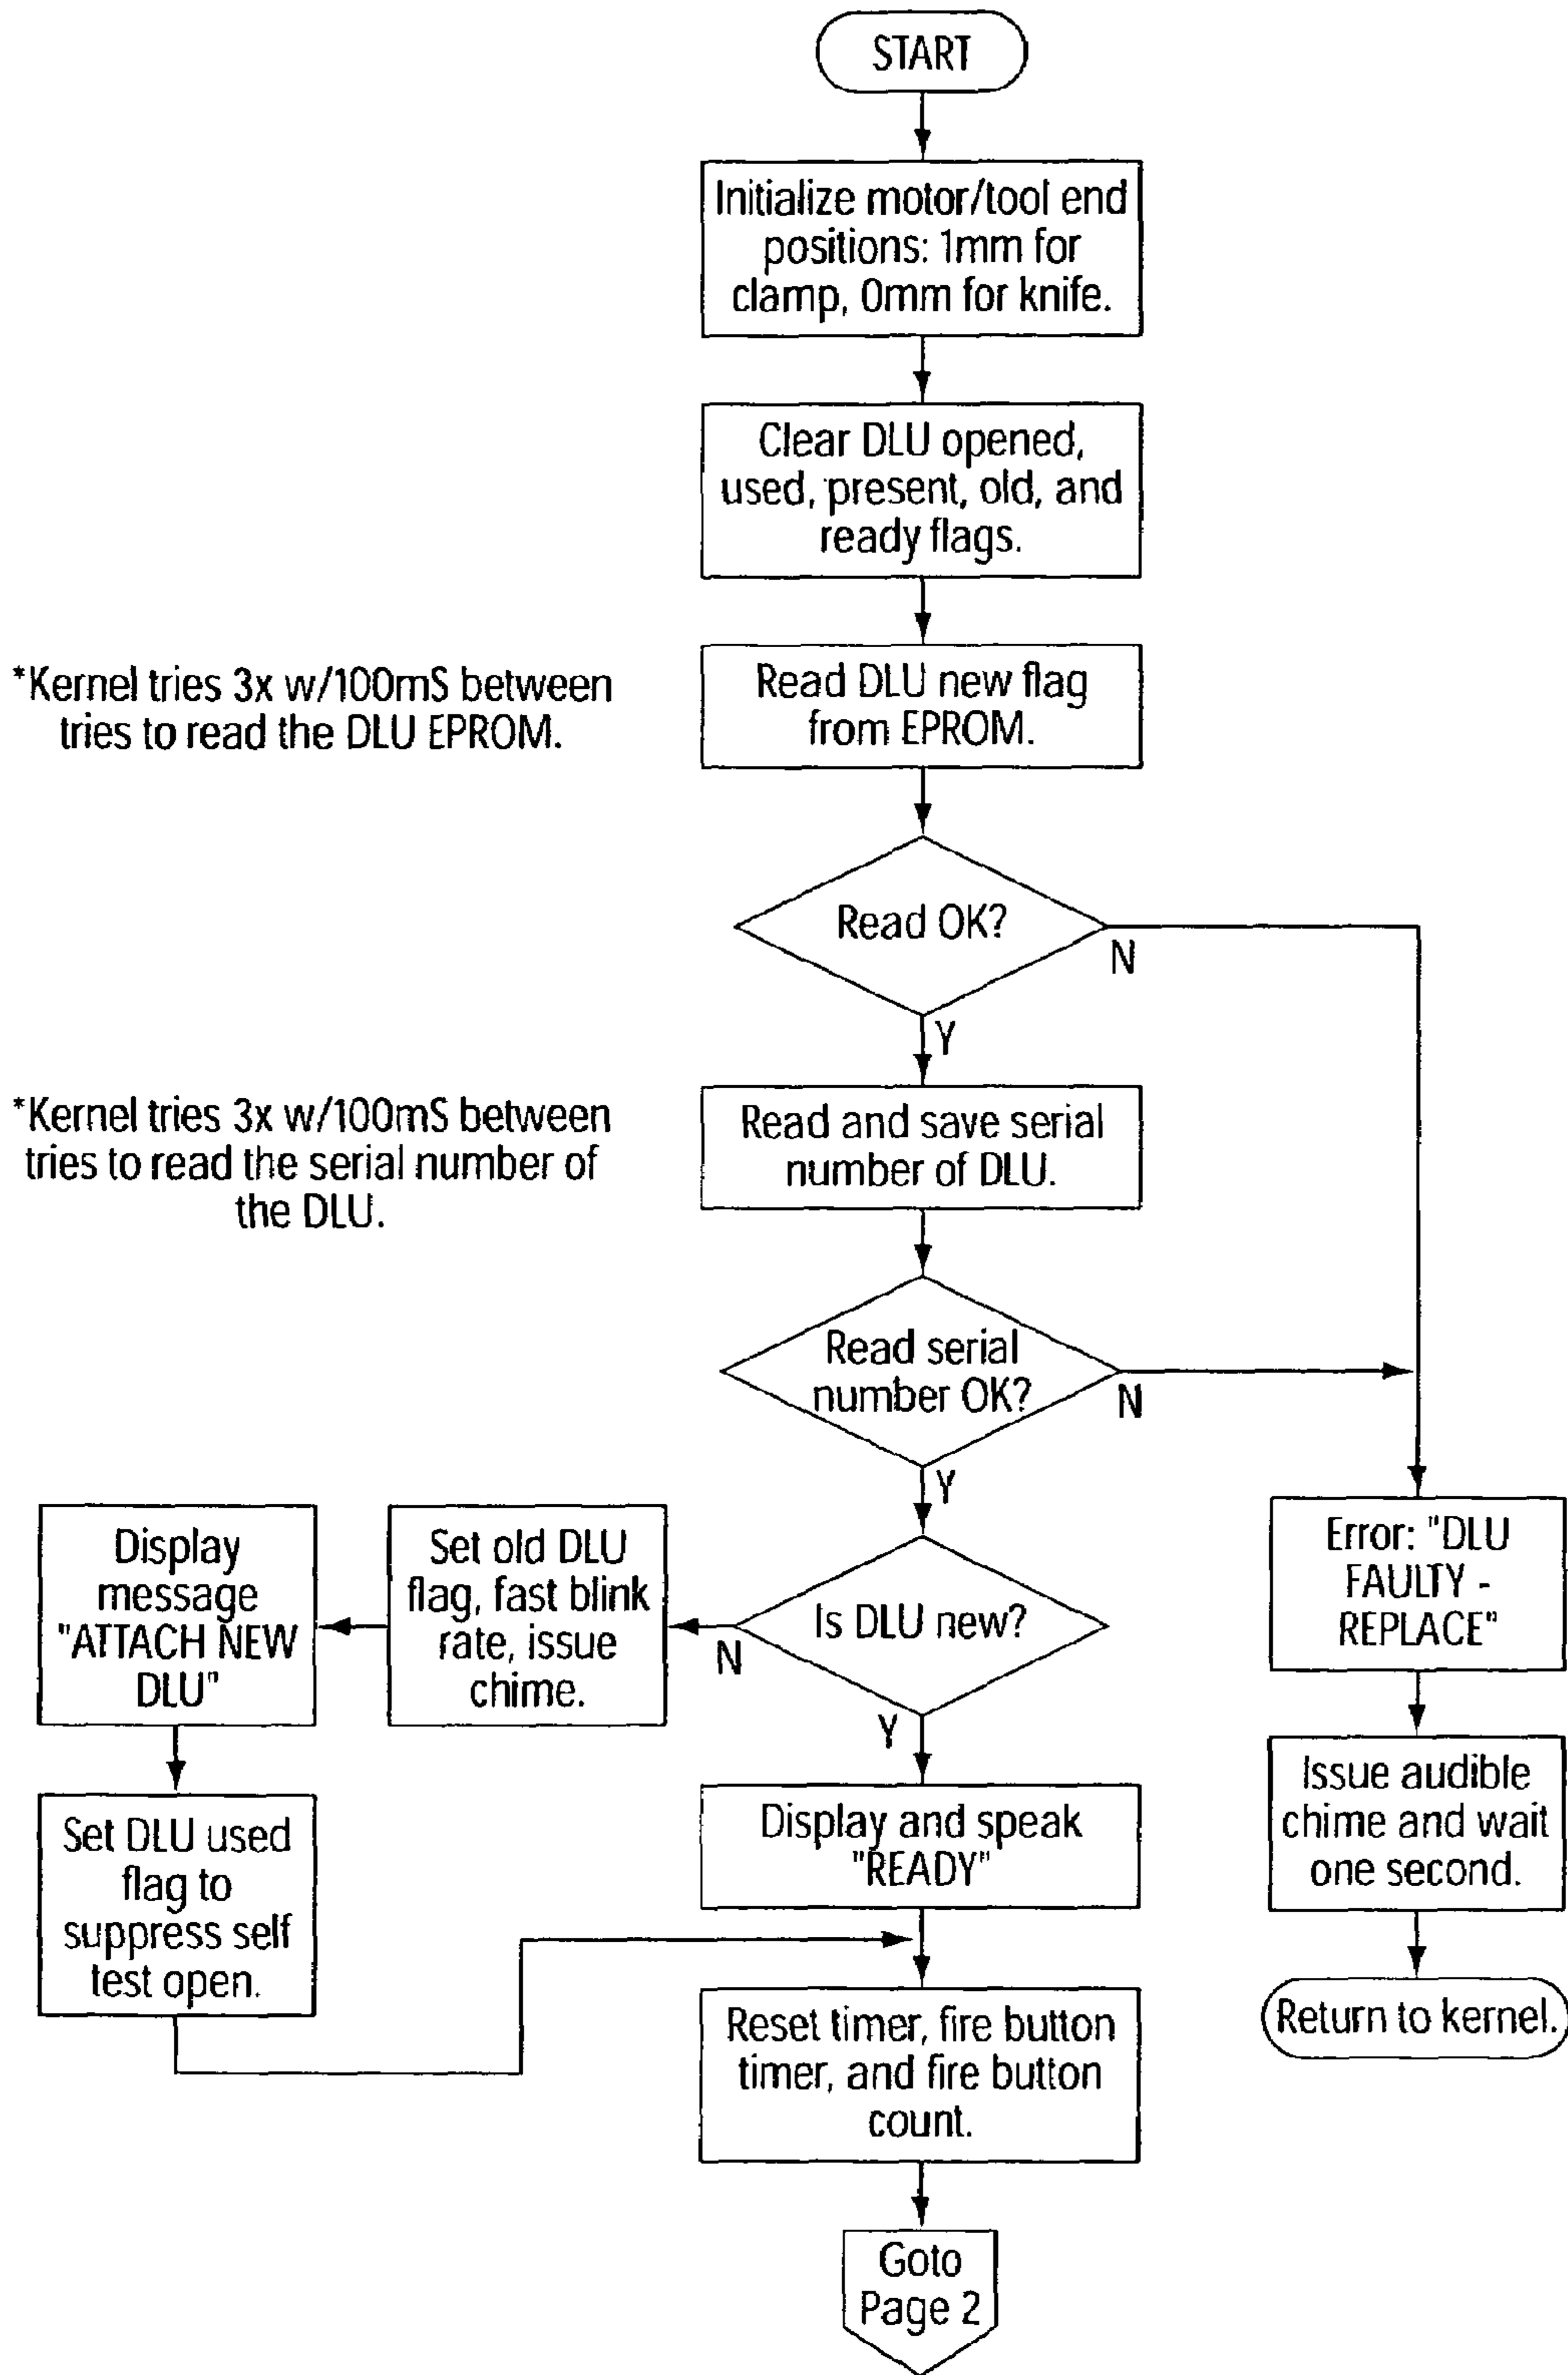 START
Initialize motor/tool end
positions: 1mm for
clamp, 0mm for knife.
Clear DLU opened,
used, present, old, and
ready flags.
*Kernel tries 3x w/100mS between
tries to read the DLU EPROM.
Read DLU new flag
from EPROM.
Read OK?
N
Y
*Kernel tries 3x w/100mS between
tries to read the serial number of
the DLU.
Read and save serial
number of DLU.
Read serial
number OK?
N
Y
Display
message
"ATTACH NEW
DLU"
Set old DLU
flag, fast blink
rate, issue
chime.
Is DLU new?
N
Y
Error: "DLU
FAULTY -
REPLACE"
Set DLU used
flag to
suppress self
test open.
Display and speak
"READY"
Issue audible
chime and wait
one second.
Reset timer, fire button
timer, and fire button
count.
Return to kernel.
Goto
Page 2